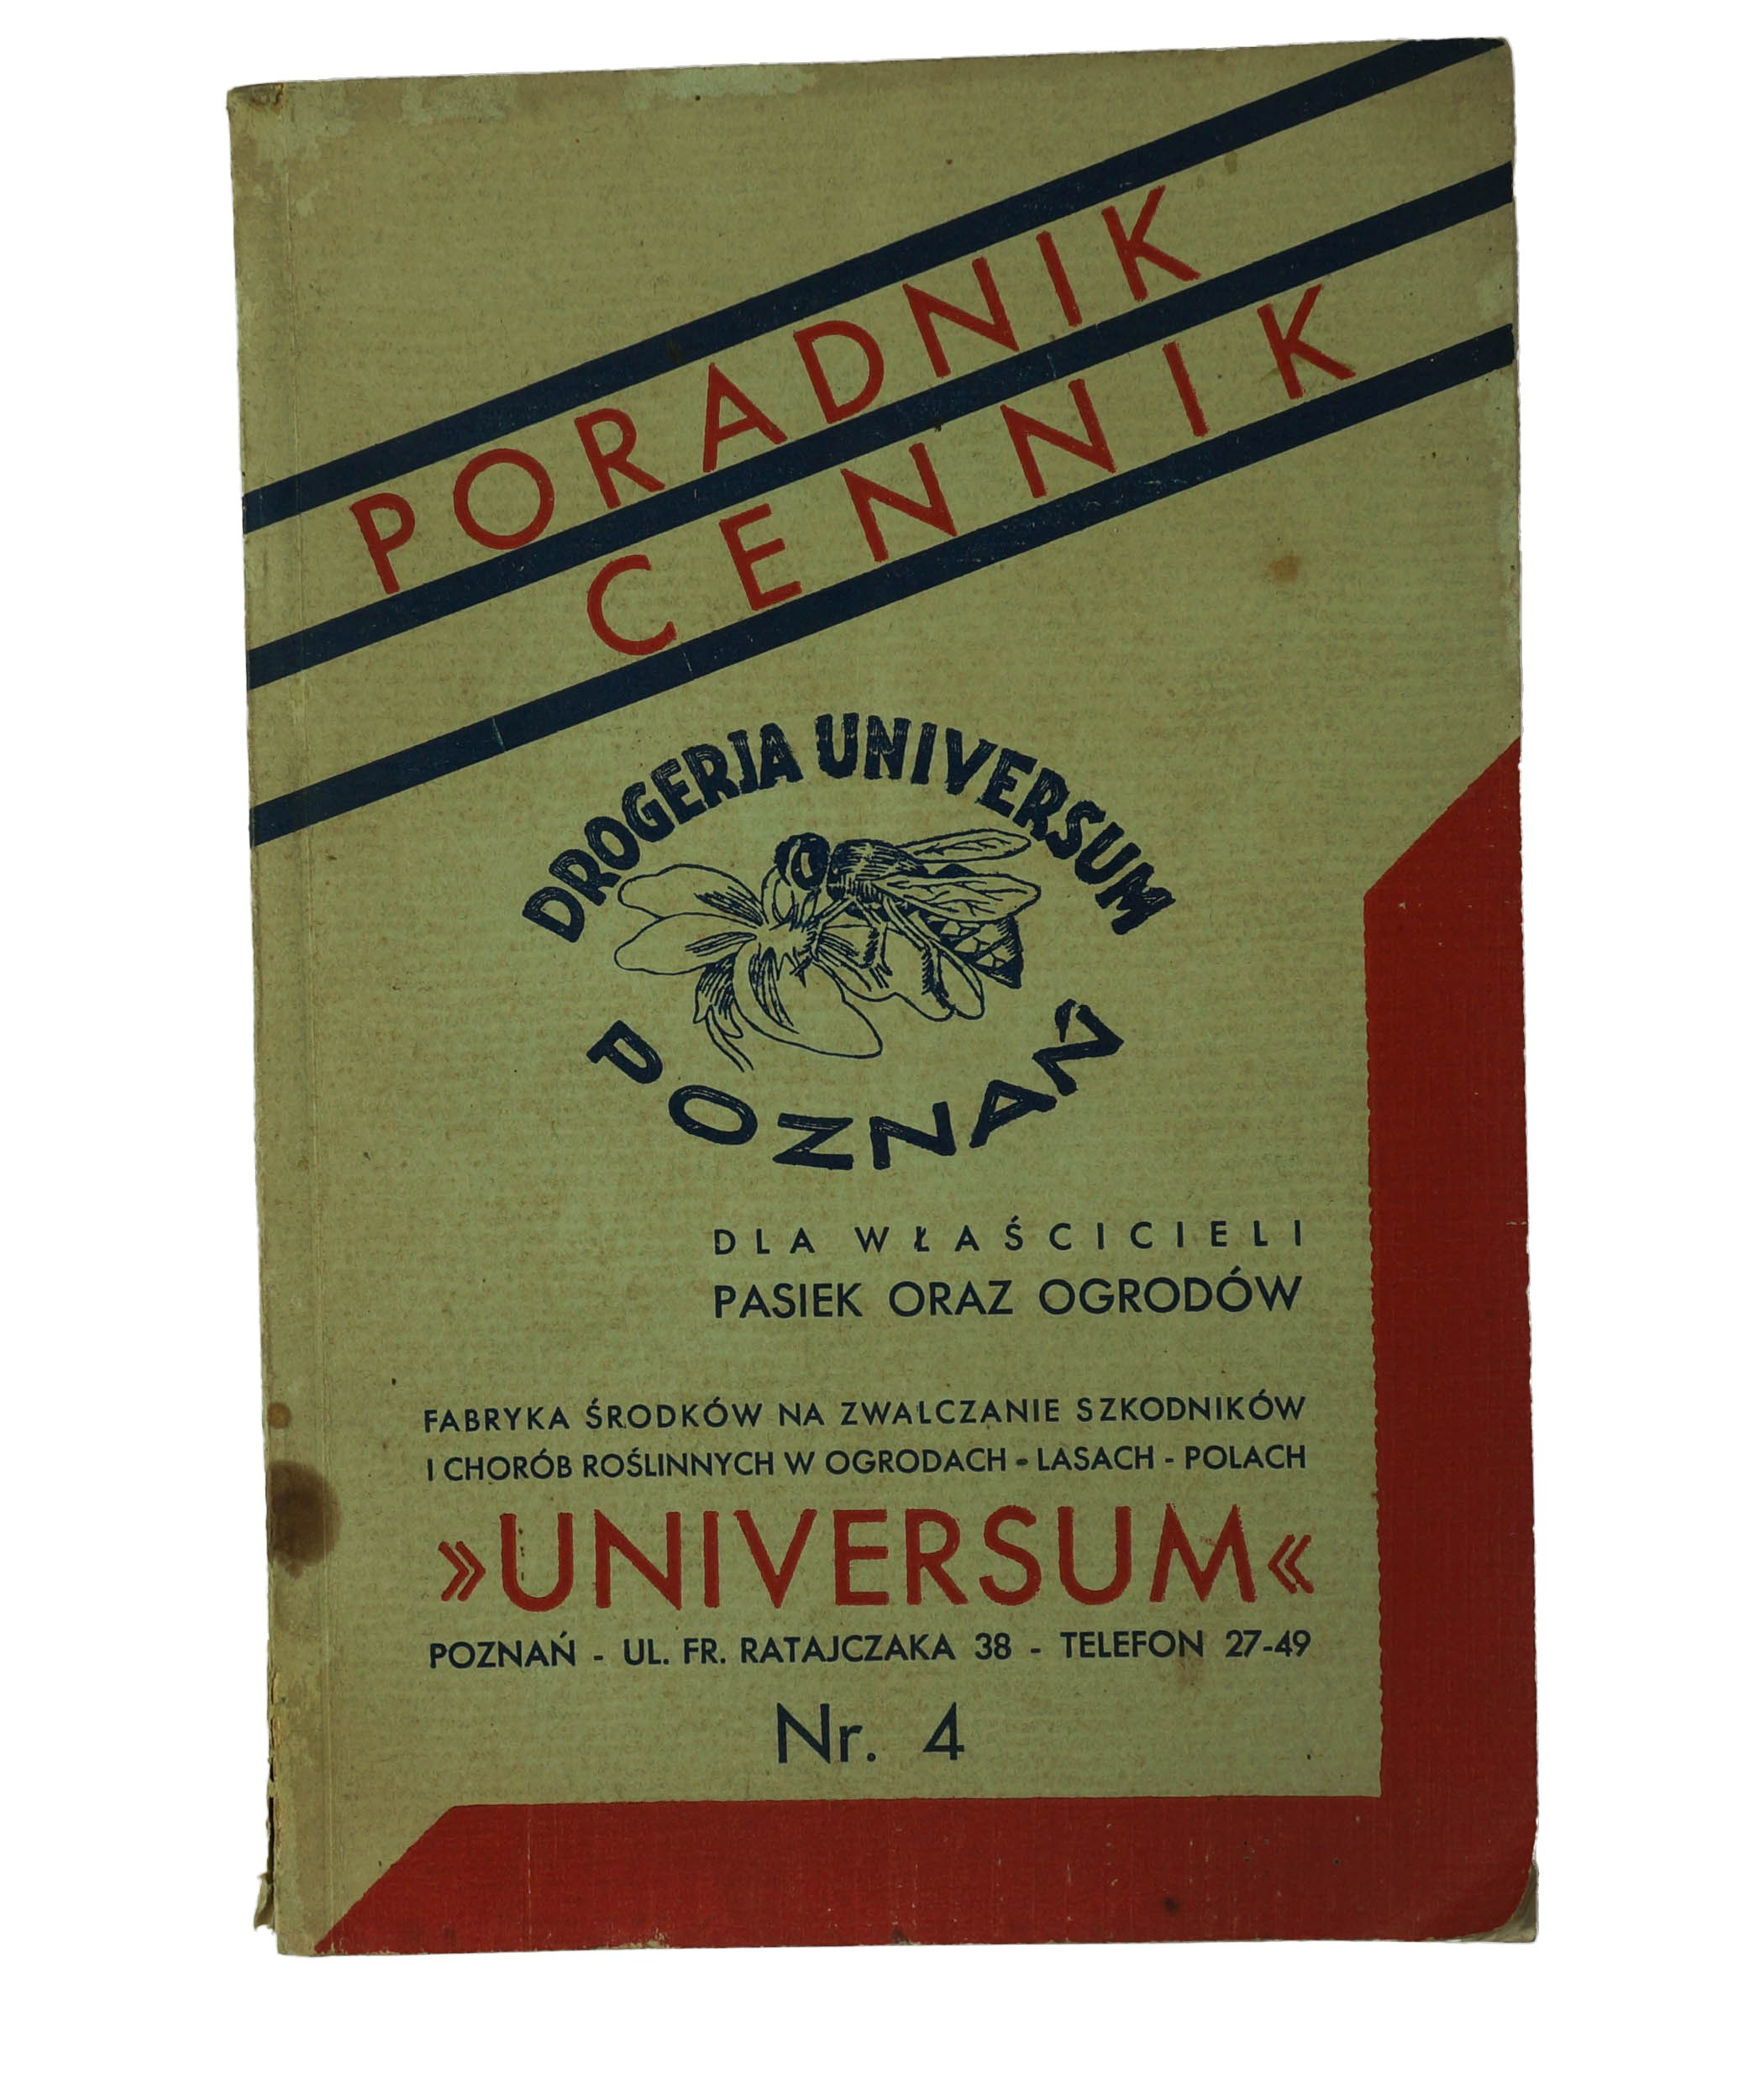 PORADNIK
CENNIK
DROGERJA UNIVERSUM
POZNAŃ
DLA WŁAŚCICIELI
PASIEK ORAZ OGRODÓW
FABRYKA ŚRODKÓW NA ZWALCZANIE SZKODNIKÓW
I CHORÓB ROŚLINNYCH W OGRODACH - LASACH - POLACH
»UNIVERSUM«
POZNAŃ - UL. FR. RATAJCZAKA 38 - TELEFON 27-49
Nr. 4